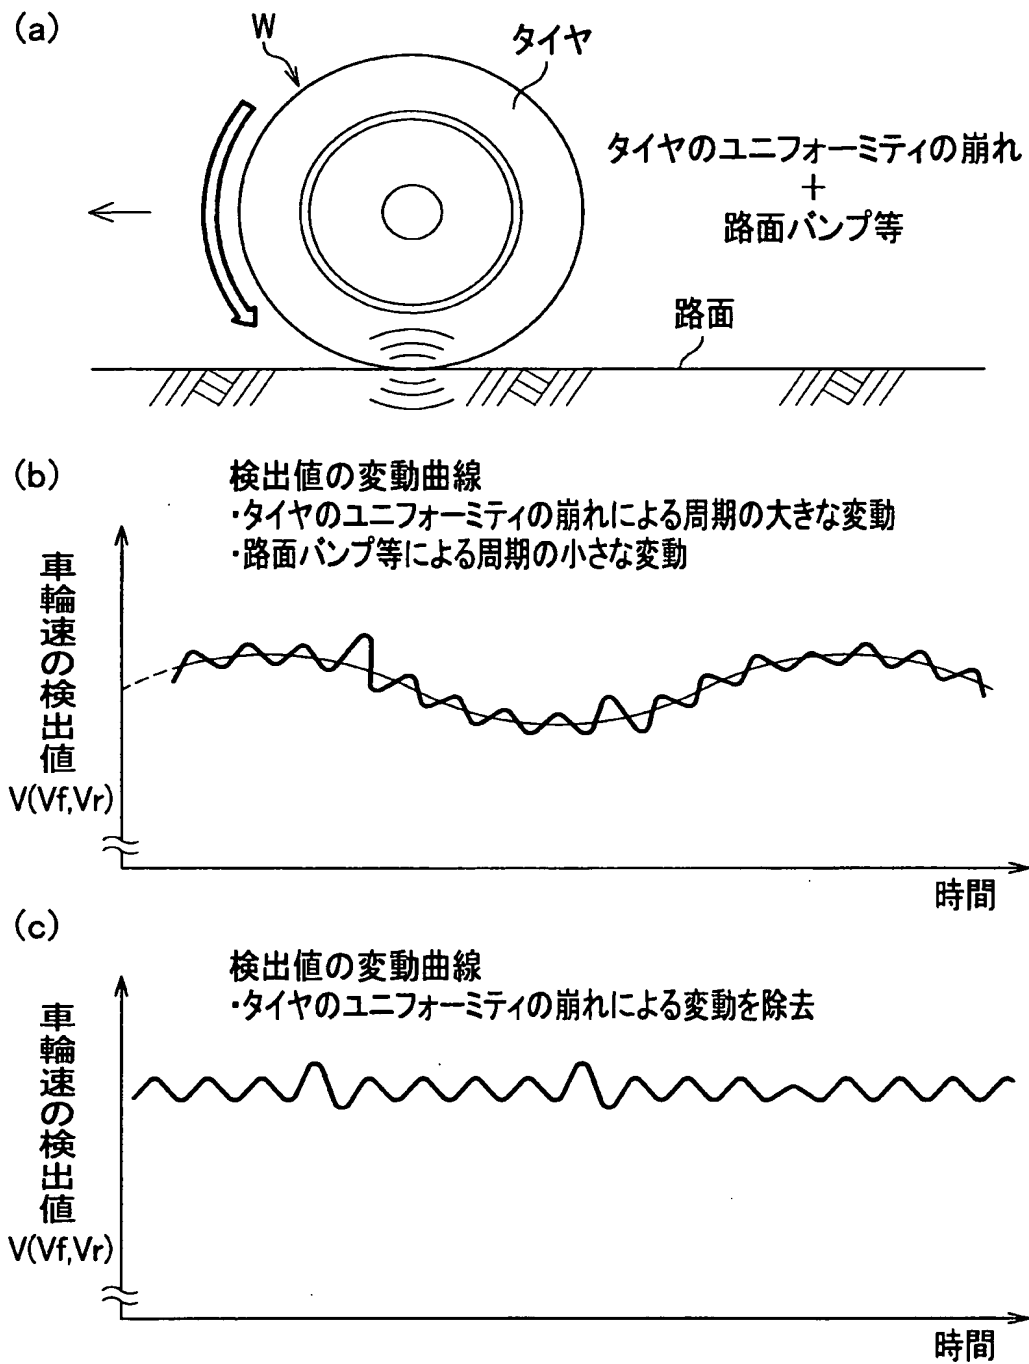 (a)
W
タイヤ
タイヤのユニフォーミティの崩れ
+
路面バンプ等
路面
(b)
検出値の変動曲線
・タイヤのユニフォーミティの崩れによる周期の大きな変動
・路面バンプ等による周期の小さな変動
車輪速の検出値
V(Vf,Vr)
時間
(c)
検出値の変動曲線
・タイヤのユニフォーミティの崩れによる変動を除去
車輪速の検出値
V(Vf,Vr)
時間